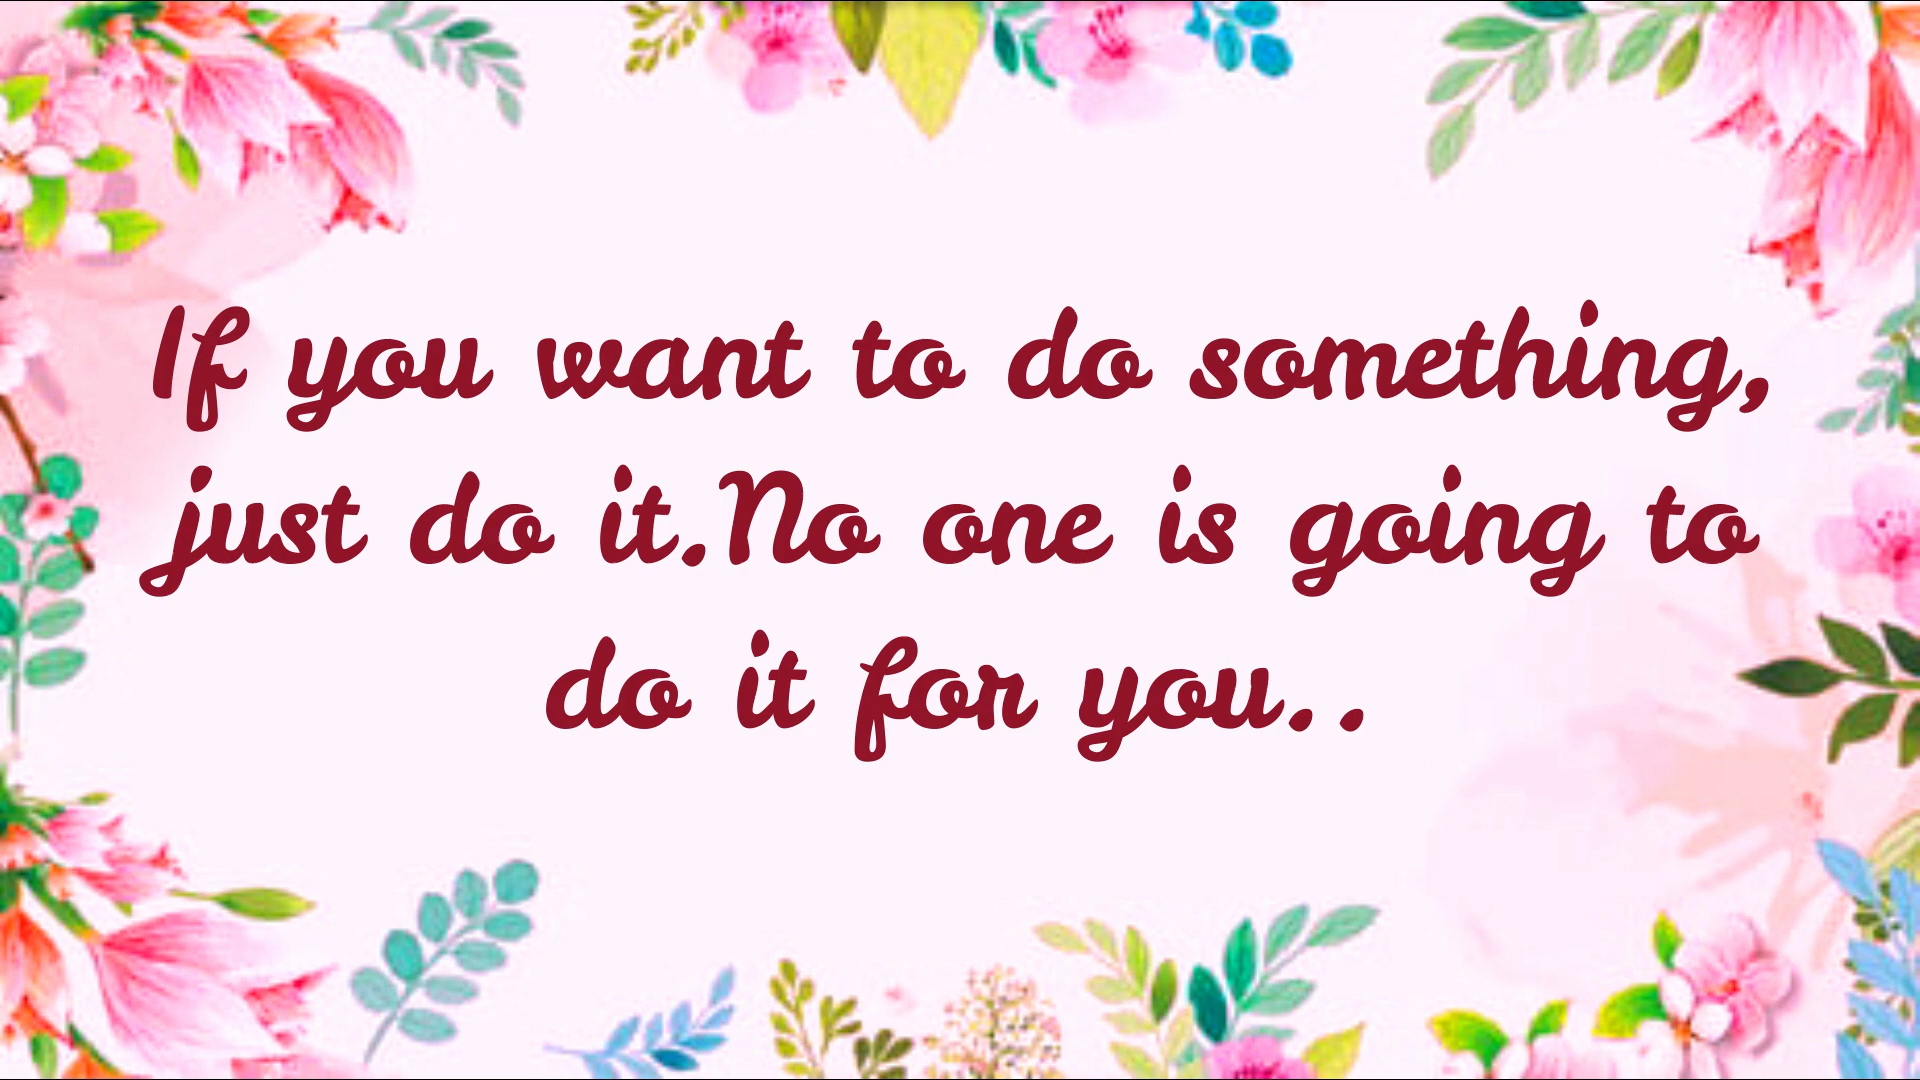 If you want to do something,
just do it.No one is going to
do it for you..